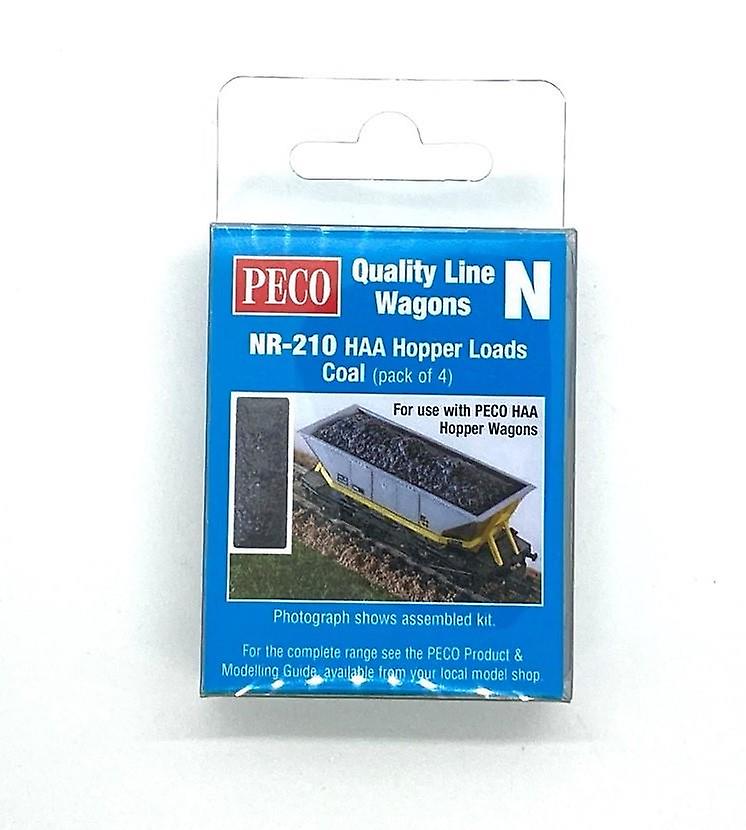 PECO
Quality Line
Wagons
N
NR-210 HAA Hopper Loads
Coal (pack of 4)
For use with PECO HAA
Hopper Wagons
Photograph shows assembled kit.
For the complete range see the PECO Product &
Modelling Guide, available from your local model shop.